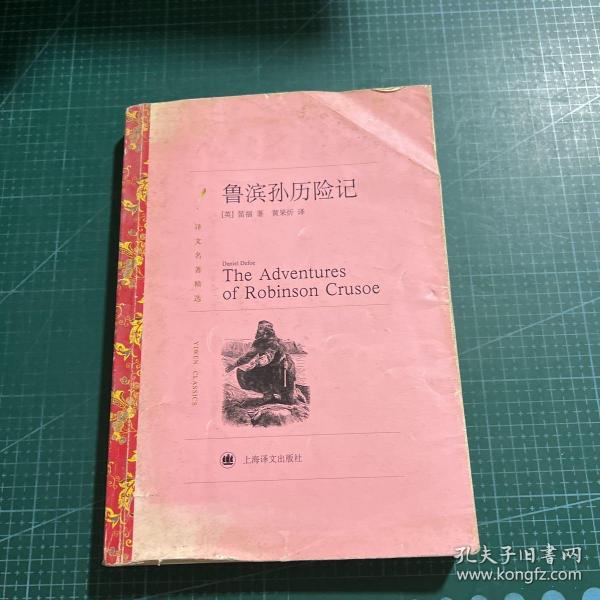 鲁滨孙历险记
[英] 笛福 著 黄杲炘 译
译文名著精选
YIWEN CLASSICS
Daniel Defoe
The Adventures
of Robinson Crusoe
上海译文出版社
孔夫子旧书网
www.kongfz.com